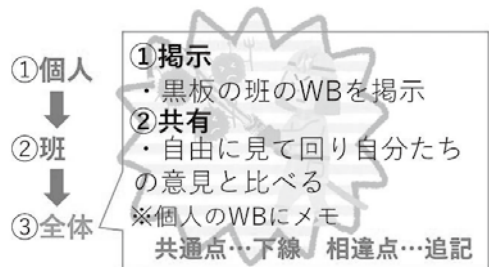 ①個人
②班
③全体
①掲示
・黒板の班のWBを掲示
②共有
・自由に見て回り自分たち
の意見と比べる
※個人のWBにメモ
共通点…下線 相違点…追記